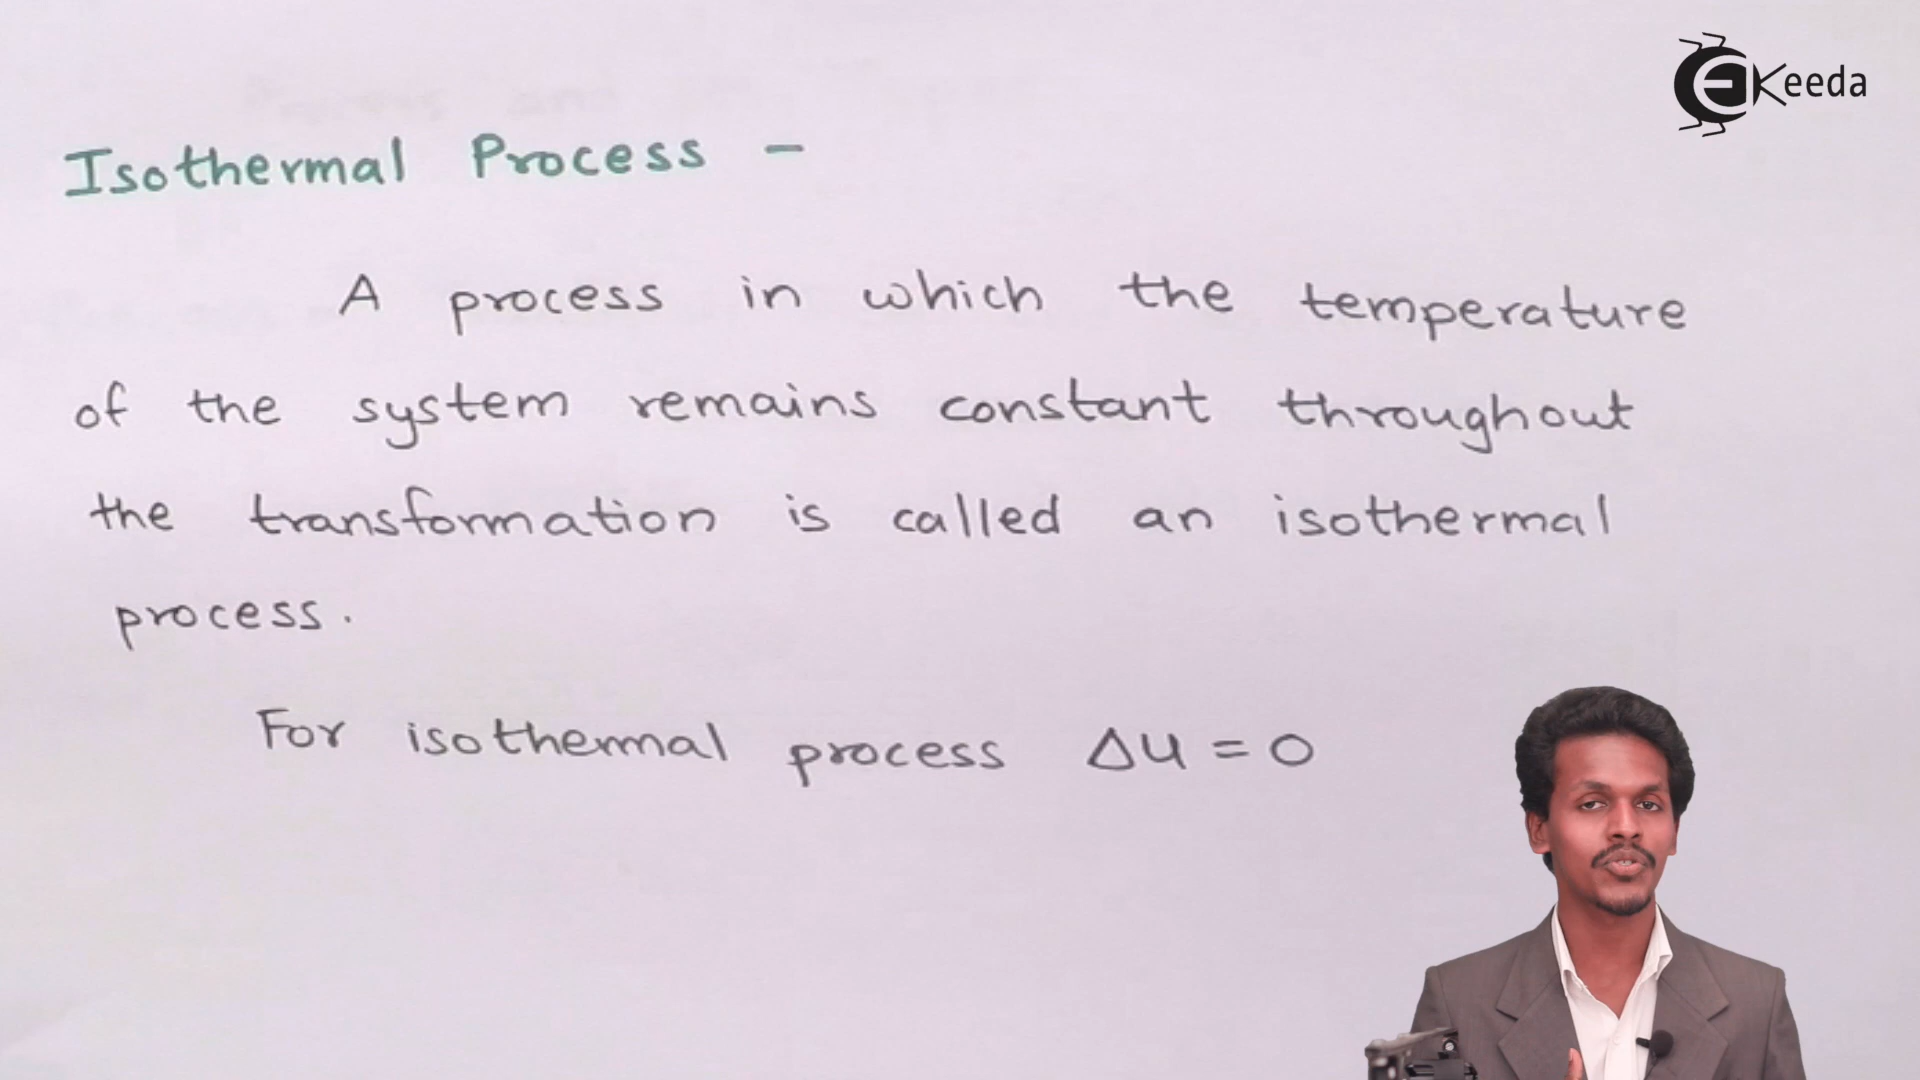 Keeda
Isothermal Process -
A process in which the temperature
of the system remains constant throughout
the transformation is called an isothermal
process.
For isothermal process ΔU = 0